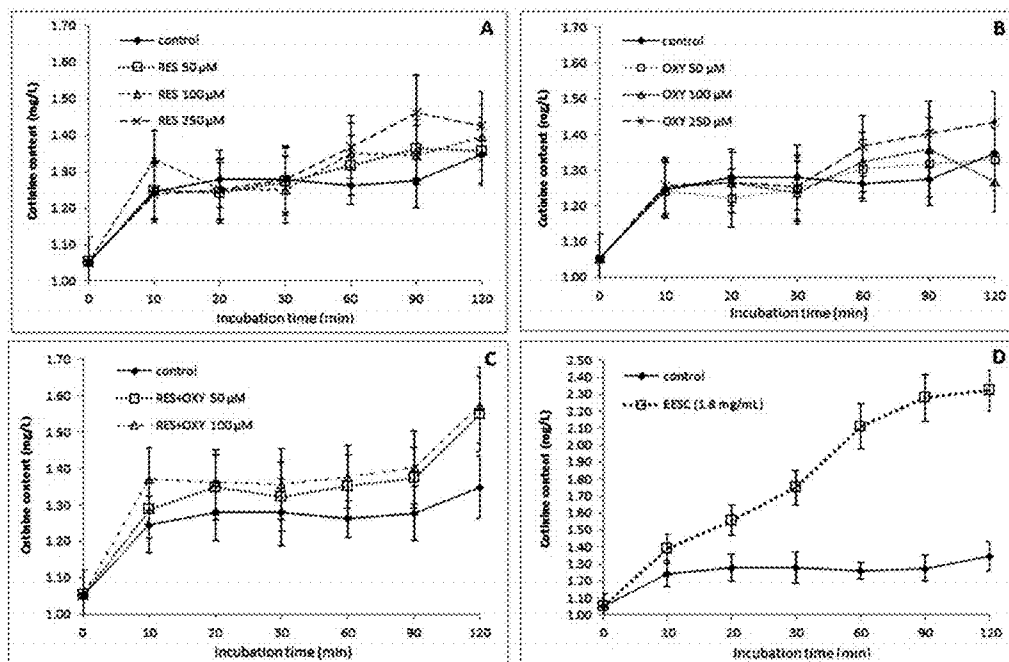 A
Cotinine content (mg/L)
1.70
1.60
1.50
1.40
1.30
1.20
1.10
1.00
control
RES 50 µM
RES 100 µM
RES 250 µM
0 10 20 30 60 90 120
Incubation time (min)
B
Cotinine content (mg/L)
1.70
1.60
1.50
1.40
1.30
1.20
1.10
1.00
control
OXY 50 µM
OXY 100 µM
OXY 250 µM
0 10 20 30 60 90 120
Incubation time (min)
C
Cotinine content (mg/L)
1.70
1.60
1.50
1.40
1.30
1.20
1.10
1.00
control
RES+OXY 50 µM
RES+OXY 100 µM
0 10 20 30 60 90 120
Incubation time (min)
D
Cotinine content (mg/L)
2.50
2.40
2.30
2.20
2.10
2.00
1.90
1.80
1.70
1.60
1.50
1.40
1.30
1.20
1.10
1.00
control
EESC (1.8 mg/mL)
0 10 20 30 60 90 120
Incubation time (min)